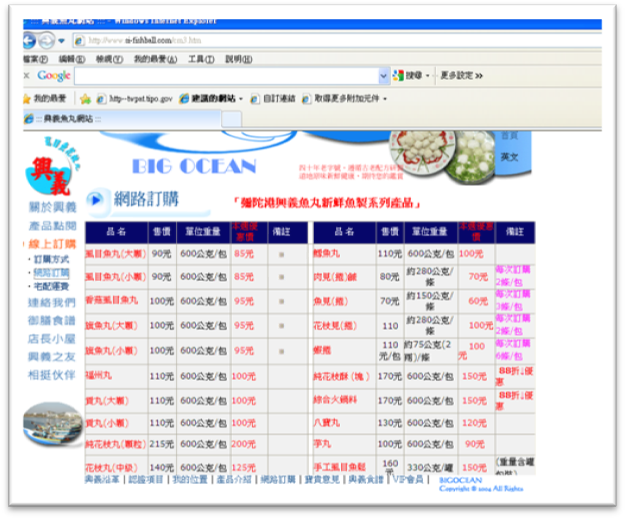 ::: 興義魚丸網站 ::: - Windows Internet Explorer
http://www.si-fishball.com/cm3.htm
檔案(F) 編輯(E) 檢視(V) 我的最愛(A) 工具(T) 說明(H)
Google 搜尋 更多設定 »
我的最愛 http--twpat.tipo.gov 建議的網站 自訂連結 取得更多附加元件
::: 興義魚丸網站 :::
興義
BIG OCEAN
四十年老字號，
首頁
英文
網路訂購
「彌陀港興義魚丸新鮮魚製系列產品」
關於興義
產品點閱
線上訂購
・訂購方式
・網路訂購
・宅配運費
連絡我們
御膳食譜
店長小屋
興義之友
相挺伙伴
品 名 售價 單位重量 本週優惠價 備註
虱目魚丸(大顆) 90元 600公克/包 85元
虱目魚丸(小顆) 90元 600公克/包 85元
香菇虱目魚丸 100元 600公克/包 95元
旗魚丸(大顆) 100元 600公克/包 95元
旗魚丸(小顆) 100元 600公克/包 95元
福州丸 110元 600公克/包 100元
貢丸(大顆) 110元 600公克/包 100元
貢丸(小顆) 110元 600公克/包 100元
純花枝丸(顆粒) 215元 600公克/包 200元
花枝丸(中級) 140元 600公克/包 125元
品 名 售價 單位重量 本週優惠價 備註
鱈魚丸 110元 600公克/包 100元
肉見(捲)鹹 80元 約280公克/條 70元 每次訂購2條/包
魚見(捲) 70元 約150公克/條 60元 每次訂購3條/包
花枝見(捲) 110 約280公克/條 100元 每次訂購2條/包
蝦捲 110元/包 約75公克(2 )/條 100元 每次訂購6條/包
純花枝酥 (塊 ) 170元 600公克/包 150元 88折↓優惠
綜合火鍋料 170元 600公克/包 150元 88折↓優惠
八寶丸 130元 600公克/包 120元
芋丸 100元 600公克/包 90元
手工虱目魚鬆 160元 330公克/罐 150元 (重量含罐
興義沿革 | 認證項目 | 我的位置 | 產品介紹 | 網路訂購 | 寶貴意見 | 興義食譜 | VIP會員 |
BIGOCEAN
Copyright © 2004 All Rights